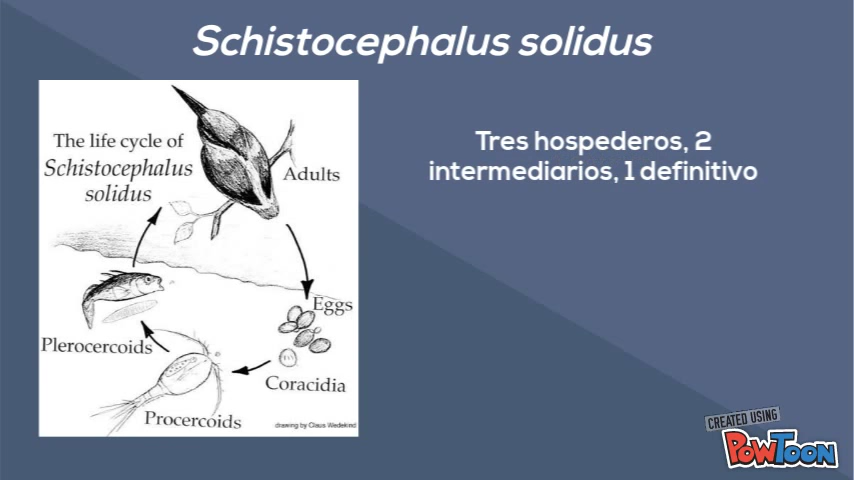 Schistocephalus solidus
The life cycle of
Schistocephalus
solidus
Adults
Tres hospederos, 2
intermediarios, 1 definitivo
Eggs
Plerocercoids
Coracidia
Procercoids
drawing by Claus Wedekind
CREATED USING
POWTOON